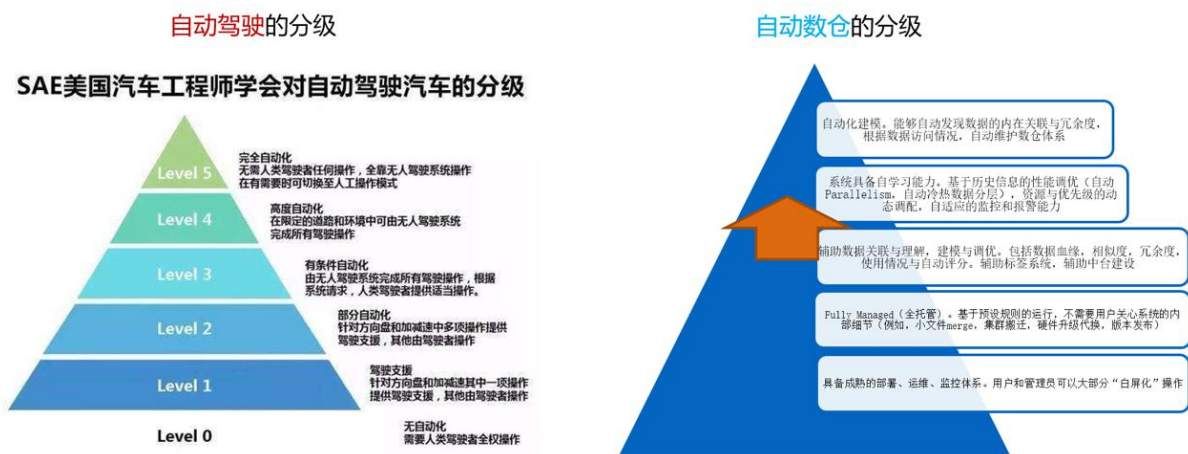 自动驾驶的分级
SAE美国汽车工程师学会对自动驾驶汽车的分级
Level 5
完全自动化
无需人类驾驶者任何操作，全靠无人驾驶系统操作
在有需要时可切换至人工操作模式
Level 4
高度自动化
在限定的道路和环境中可由无人驾驶系统
完成所有驾驶操作
Level 3
有条件自动化
由无人驾驶系统完成所有驾驶操作，根据
系统请求，人类驾驶者提供适当操作。
Level 2
部分自动化
针对方向盘和加减速中多项操作提供
驾驶支援，其他由驾驶者操作
Level 1
驾驶支援
针对方向盘和加减速其中一项操作
提供驾驶支援，其他由驾驶者操作
Level 0
无自动化
需要人类驾驶者全权操作
自动数仓的分级
自动化建模。能够自动发现数据的内在关联与冗余度，
根据数据访问情况，自动维护数仓体系
系统具备自学习能力。基于历史信息的性能调优（自动
Parallelism，自动冷热数据分层），资源与优先级的动
态调配，自适应的监控和报警能力
辅助数据关联与理解，建模与调优。包括数据血缘，相似度，冗余度，
使用情况与自动评分。辅助标签系统，辅助中台建设
Fully Managed（全托管）。基于预设规则的运行，不需要用户关心系统的内
部细节（例如，小文件merge，集群搬迁，硬件升级代换，版本发布）
具备成熟的部署、运维、监控体系。用户和管理员可以大部分“白屏化”操作